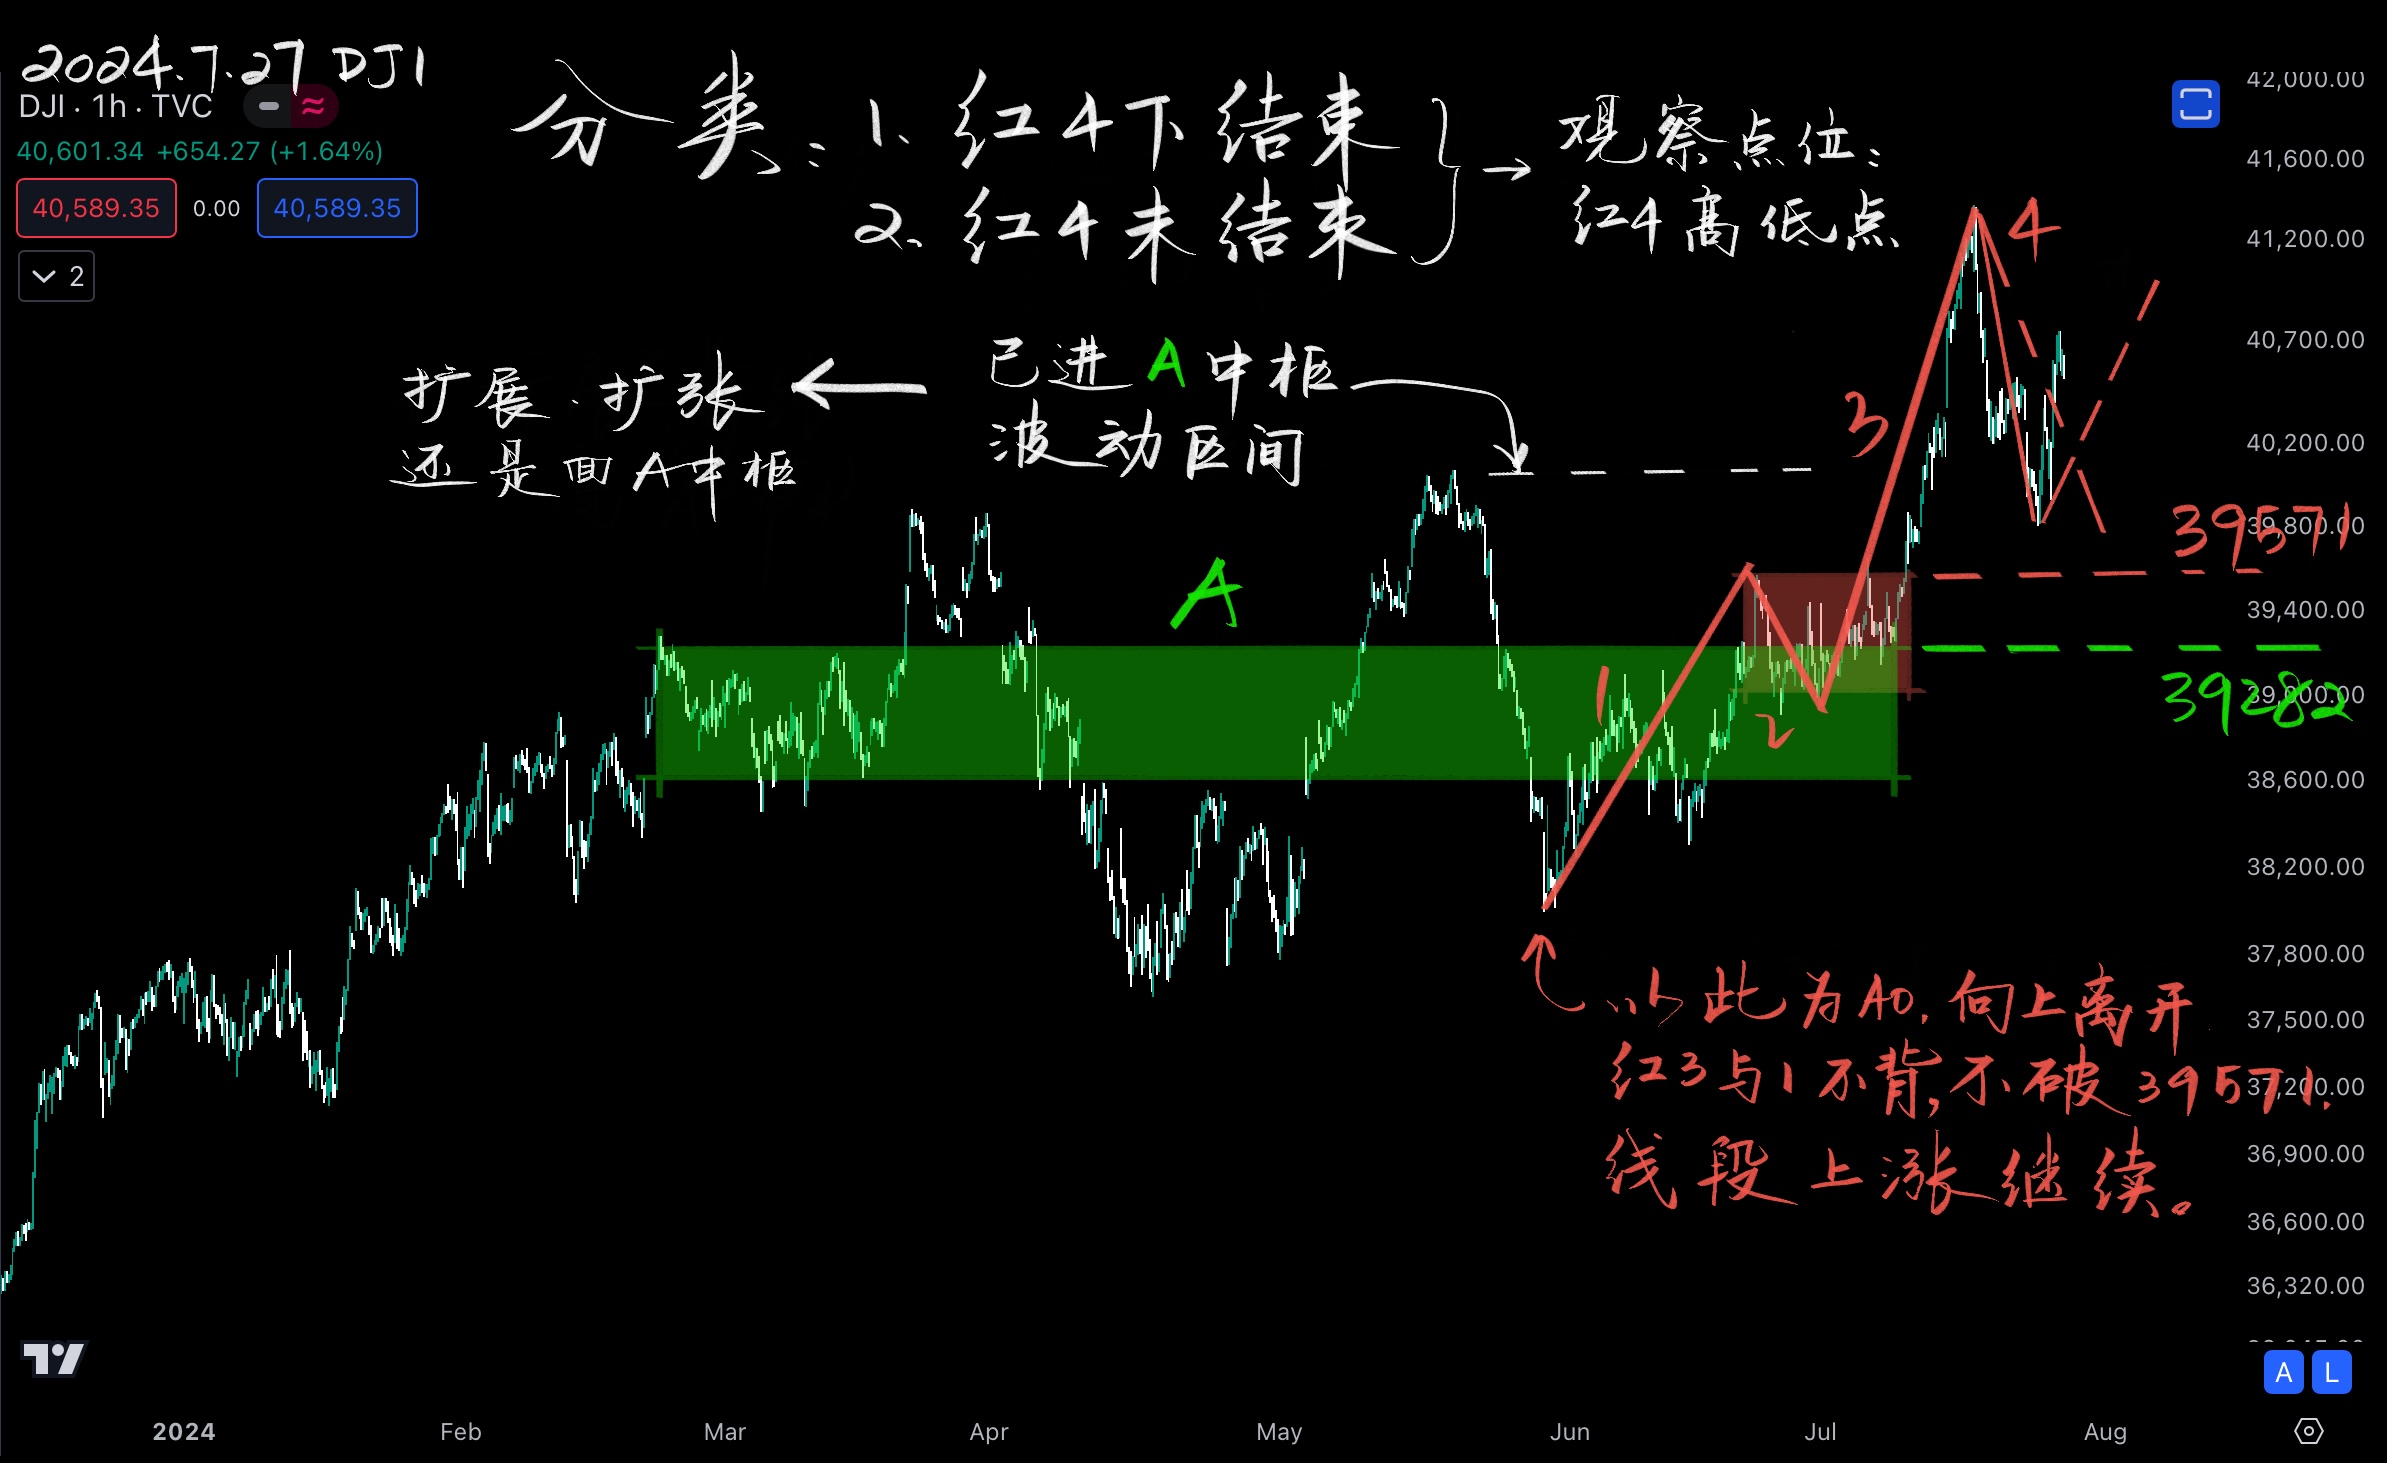 2024.7.27 DJI
DJI · 1h · TVC
40,601.34 +654.27 (+1.64%)
40,589.35 0.00 40,589.35
2
分类：1. 红4下结束
2. 红4未结束
→ 观察点位：
红4高低点
已进A中枢
波动区间
扩展.扩张
还是面A中枢
A
1
2
3
4
39571
39282
以此为A0.向上离开
红3与1不背,不破39571.
线段上涨继续。
42,000.00
41,600.00
41,200.00
40,700.00
40,200.00
39,800.00
39,400.00
39,000.00
38,600.00
38,200.00
37,800.00
37,500.00
37,200.00
36,900.00
36,600.00
36,320.00
A L
2024 Feb Mar Apr May Jun Jul Aug